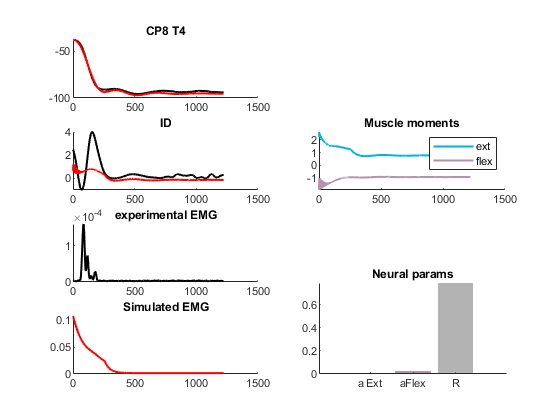 CP8 T4
-50
-100
0 500 1000 1500
ID
4
2
0
0 500 1000 1500
Muscle moments
2
1
0
-1
0 500 1000 1500
ext
flex
×10^-4
experimental EMG
1
0
0 500 1000 1500
Simulated EMG
0.1
0.05
0
0 500 1000 1500
Neural params
0.6
0.4
0.2
0
a Ext aFlex R